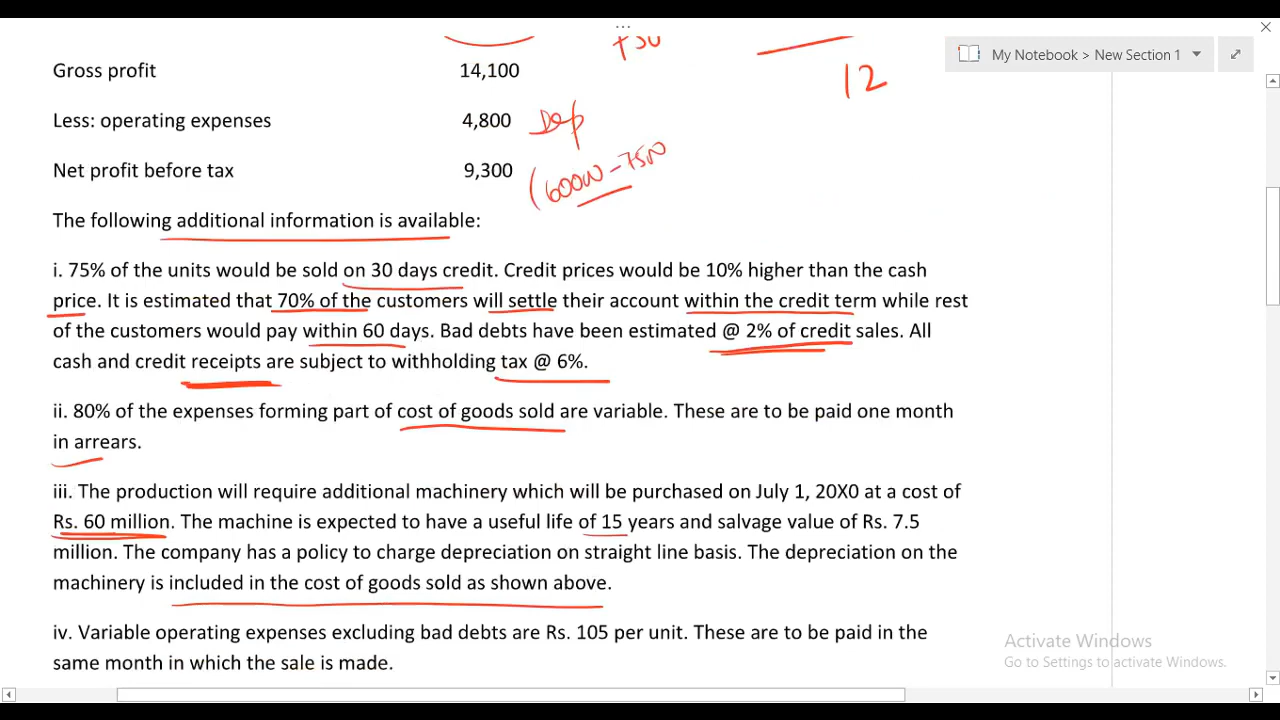 My Notebook > New Section 1
+50
12
Gross profit 14,100
Less: operating expenses 4,800 Dep
Net profit before tax 9,300
The following additional information is available:
i. 75% of the units would be sold on 30 days credit. Credit prices would be 10% higher than the cash
price. It is estimated that 70% of the customers will settle their account within the credit term while rest
of the customers would pay within 60 days. Bad debts have been estimated @ 2% of credit sales. All
cash and credit receipts are subject to withholding tax @ 6%.
ii. 80% of the expenses forming part of cost of goods sold are variable. These are to be paid one month
in arrears.
iii. The production will require additional machinery which will be purchased on July 1, 20X0 at a cost of
Rs. 60 million. The machine is expected to have a useful life of 15 years and salvage value of Rs. 7.5
million. The company has a policy to charge depreciation on straight line basis. The depreciation on the
machinery is included in the cost of goods sold as shown above.
iv. Variable operating expenses excluding bad debts are Rs. 105 per unit. These are to be paid in the
same month in which the sale is made.
Activate Windows
Go to Settings to activate Windows.